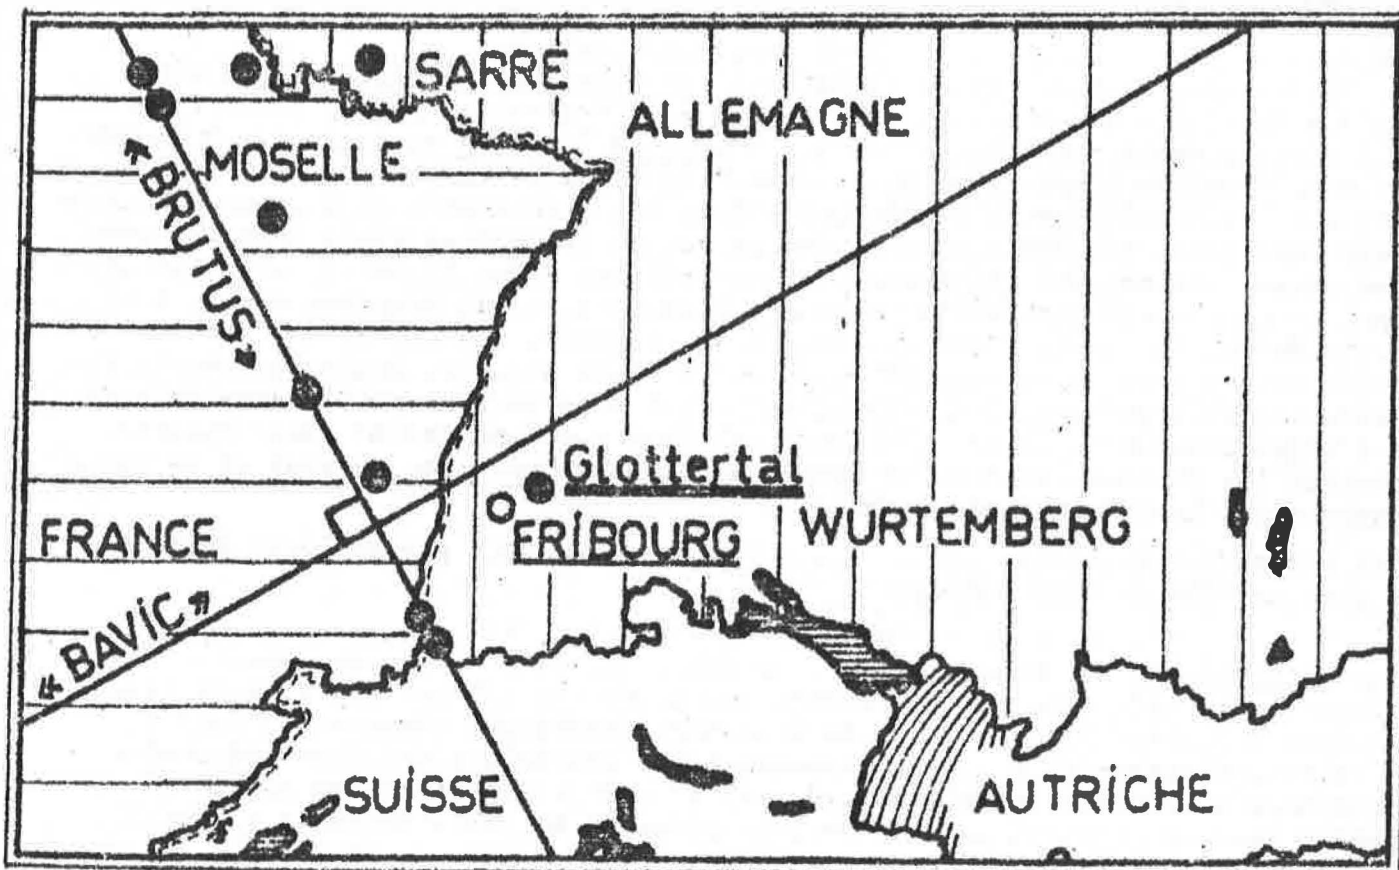 SARRE
ALLEMAGNE
MOSELLE
BRUTUS
Glottertal
FRANCE
FRIBOURG
WURTEMBERG
BAVIC
SUISSE
AUTRICHE